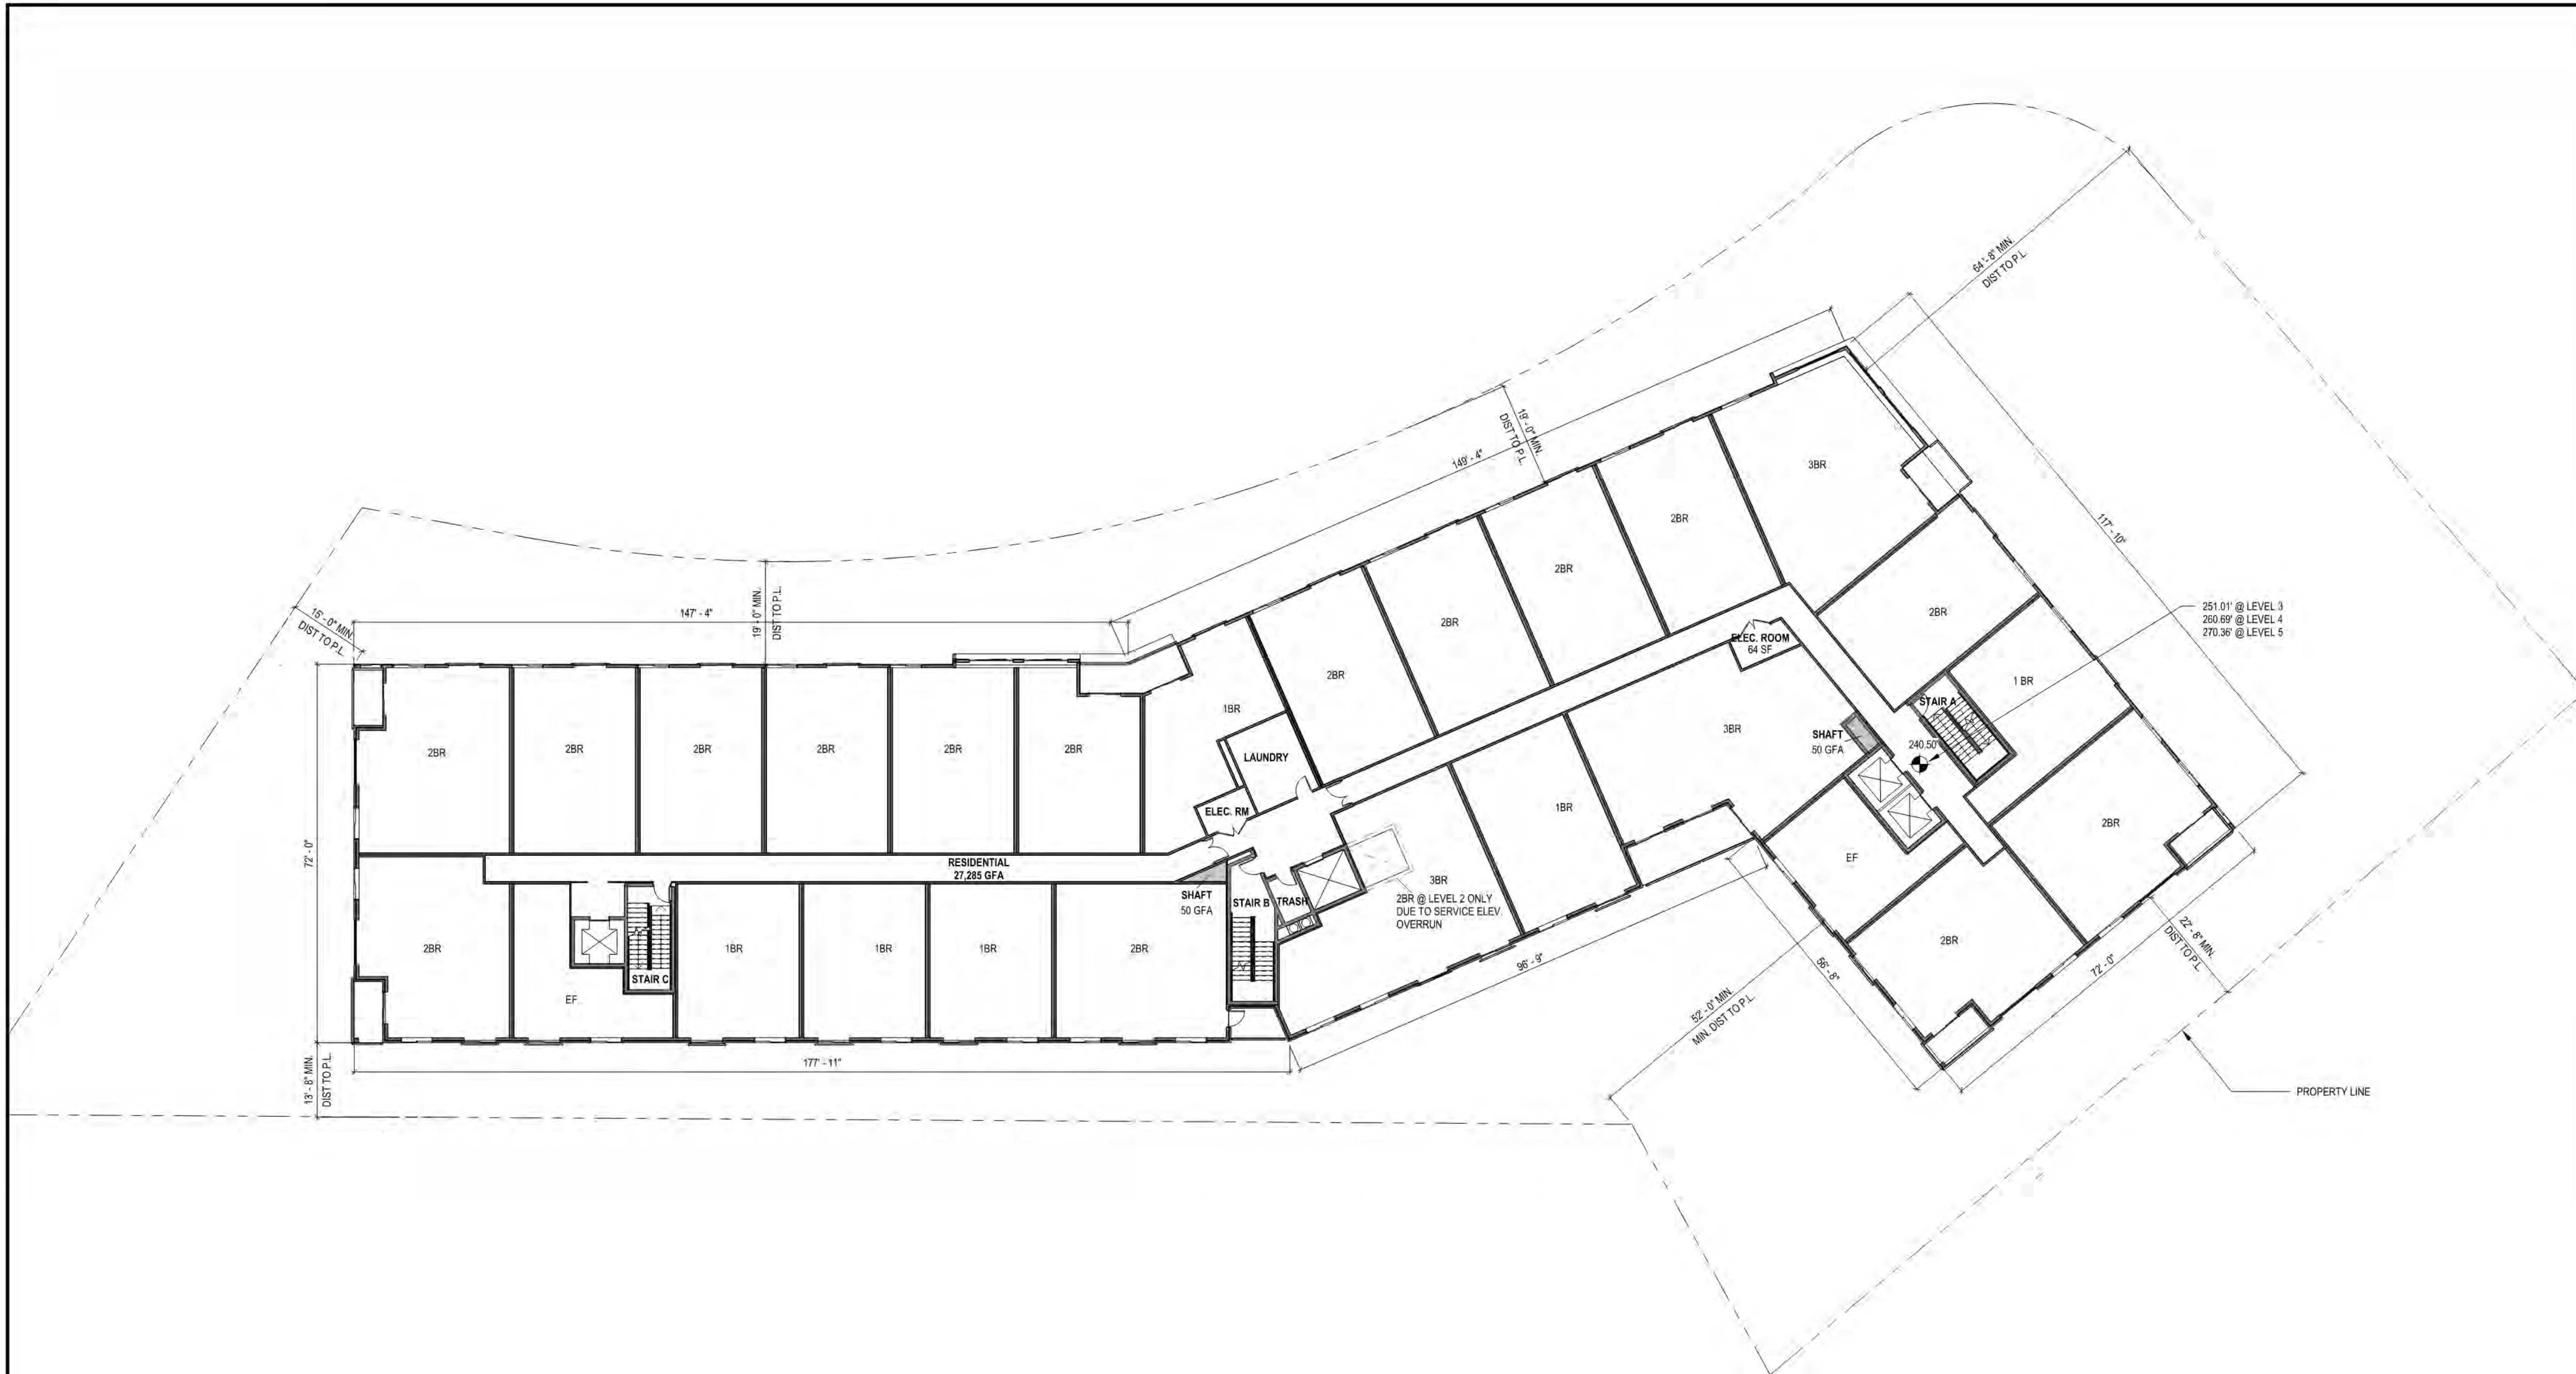 64'-8" MIN.
DIST TO P.L.
19'-0" MIN.
DIST TO P.L.
149'-4"
3BR
2BR
117'-10"
2BR
15'-0" MIN.
DIST TO P.L.
147'-4"
19'-0" MIN.
DIST TO P.L.
2BR
2BR
2BR
ELEC. ROOM
64 SF
251.01' @ LEVEL 3
260.69' @ LEVEL 4
270.36' @ LEVEL 5
1BR
1 BR
STAIR A
2BR
2BR
2BR
2BR
2BR
2BR
LAUNDRY
3BR
SHAFT
50 GFA
240.50'
ELEC. RM
1BR
2BR
72'-0"
RESIDENTIAL
27,285 GFA
EF
SHAFT
50 GFA
STAIR B
TRASH
3BR
2BR @ LEVEL 2 ONLY
DUE TO SERVICE ELEV.
OVERRUN
2BR
EF
STAIR C
1BR
1BR
1BR
2BR
2BR
96'-9"
56'-8"
72'-0"
22'-8" MIN.
DIST TO P.L.
52'-0" MIN.
MIN. DIST TO P.L.
177'-11"
13'-8" MIN.
DIST TO P.L.
PROPERTY LINE